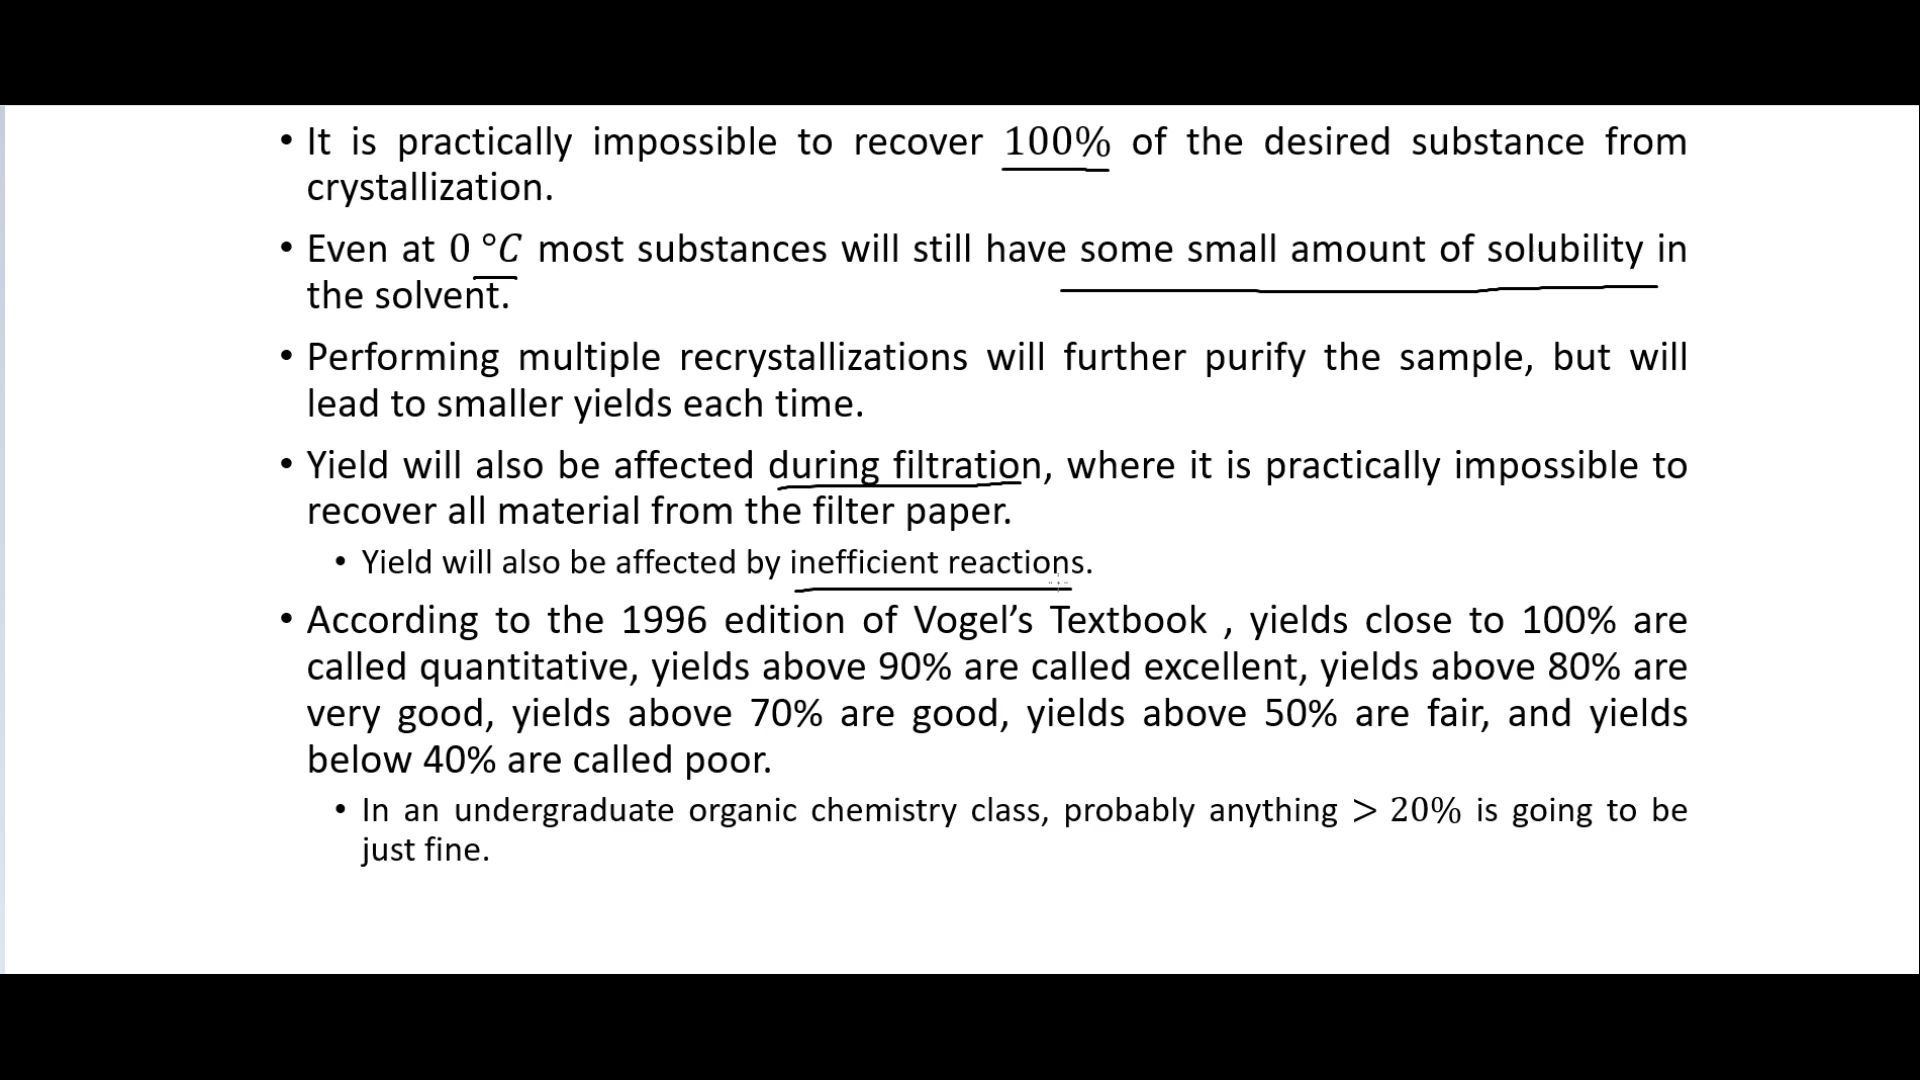 • It is practically impossible to recover 100% of the desired substance from
crystallization.
• Even at 0 °C most substances will still have some small amount of solubility in
the solvent.
• Performing multiple recrystallizations will further purify the sample, but will
lead to smaller yields each time.
• Yield will also be affected during filtration, where it is practically impossible to
recover all material from the filter paper.
• Yield will also be affected by inefficient reactions.
• According to the 1996 edition of Vogel’s Textbook , yields close to 100% are
called quantitative, yields above 90% are called excellent, yields above 80% are
very good, yields above 70% are good, yields above 50% are fair, and yields
below 40% are called poor.
• In an undergraduate organic chemistry class, probably anything > 20% is going to be
just fine.